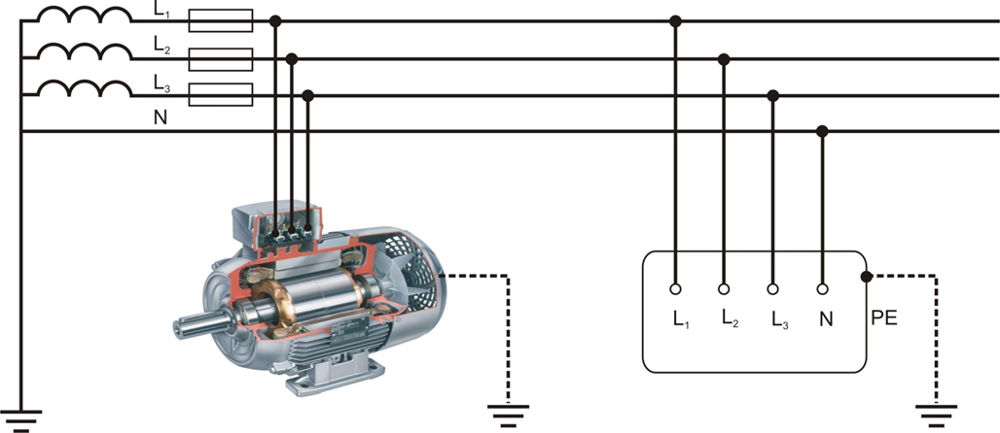 L₁
L₂
L₃
N
L₁ L₂ L₃ N PE